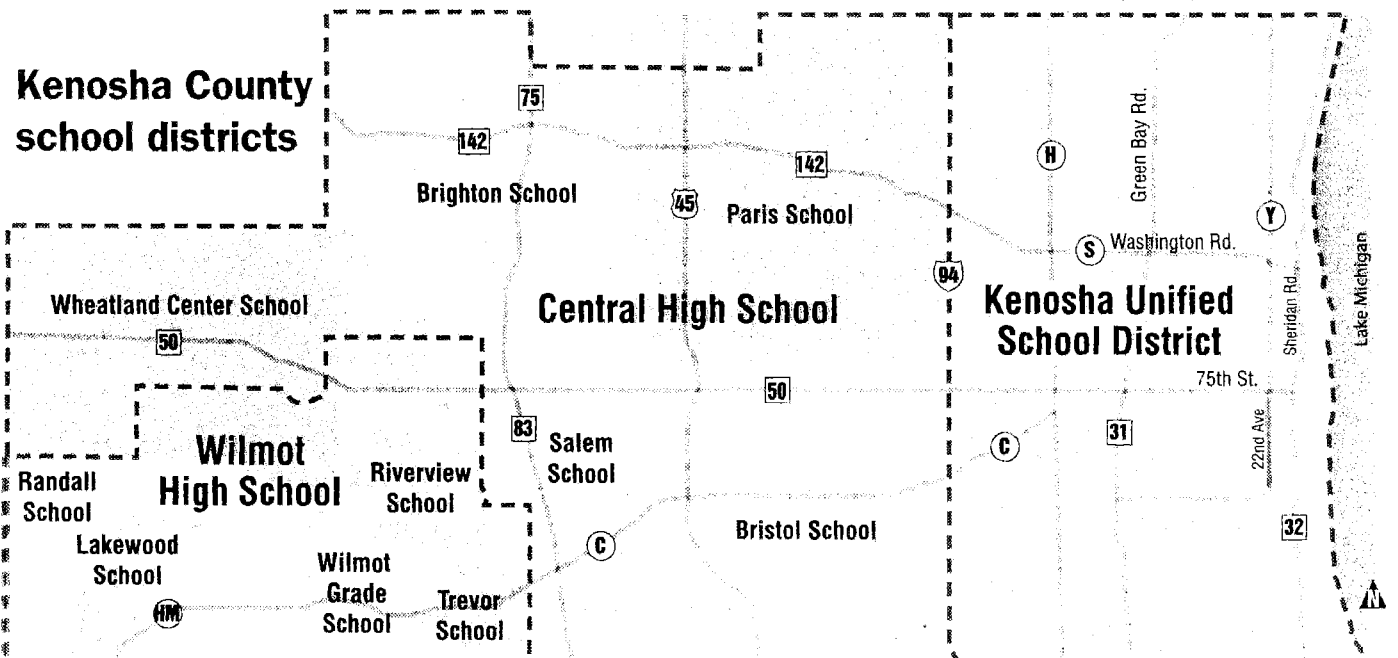 Kenosha County
school districts
75
142
142
H
Green Bay Rd.
Brighton School
45
Paris School
Y
S
Washington Rd.
Lake Michigan
94
Wheatland Center School
Central High School
Kenosha Unified
School District
Sheridan Rd.
50
75th St.
50
83
Salem
School
C
31
22nd Ave
Wilmot
High School
Randall
School
Riverview
School
32
Lakewood
School
C
Bristol School
Wilmot
Grade
School
Trevor
School
HM
N